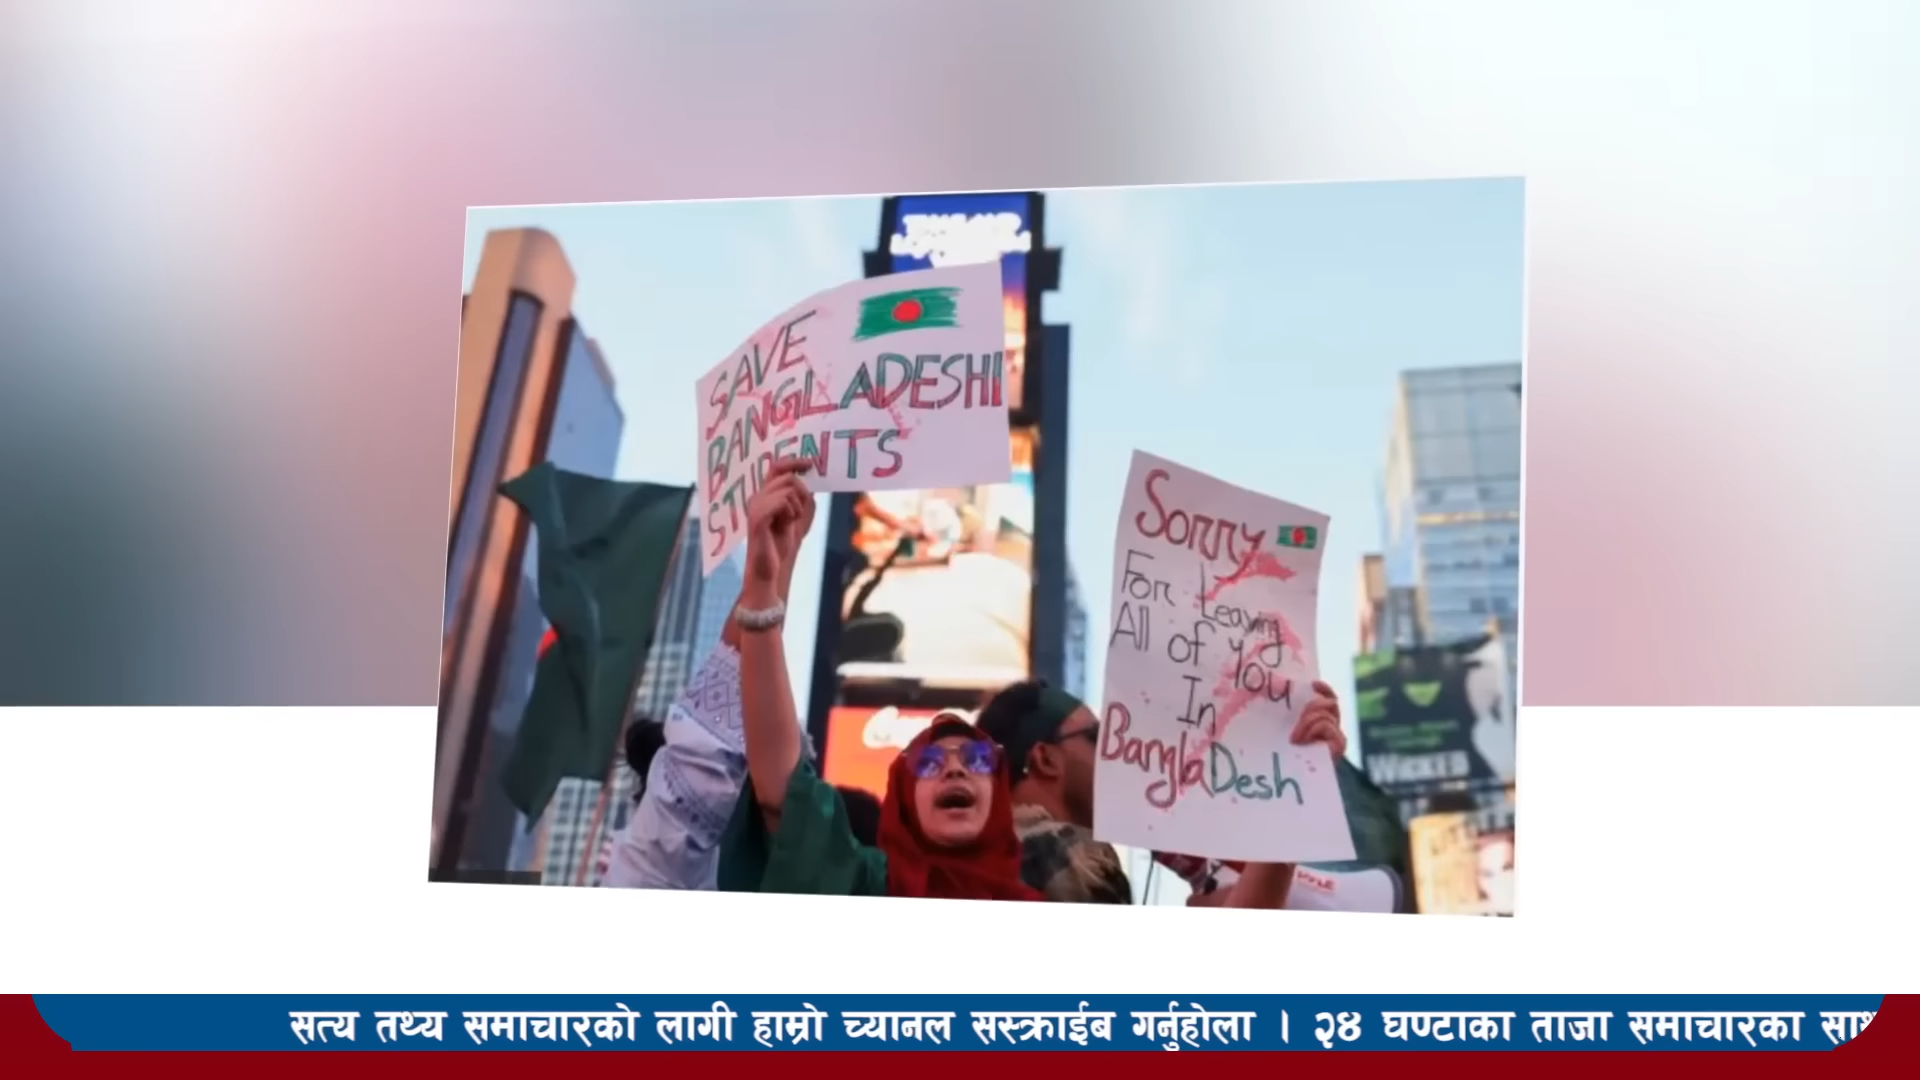 SAVE
BANGLADESHI
STUDENTS
Sorry
For Leaving
All of you
In
BanglaDesh
WICKED
सत्य तथ्य समाचारको लागी हाम्रो च्यानल सस्क्राईब गर्नुहोला । २४ घण्टाका ताजा समाचारका